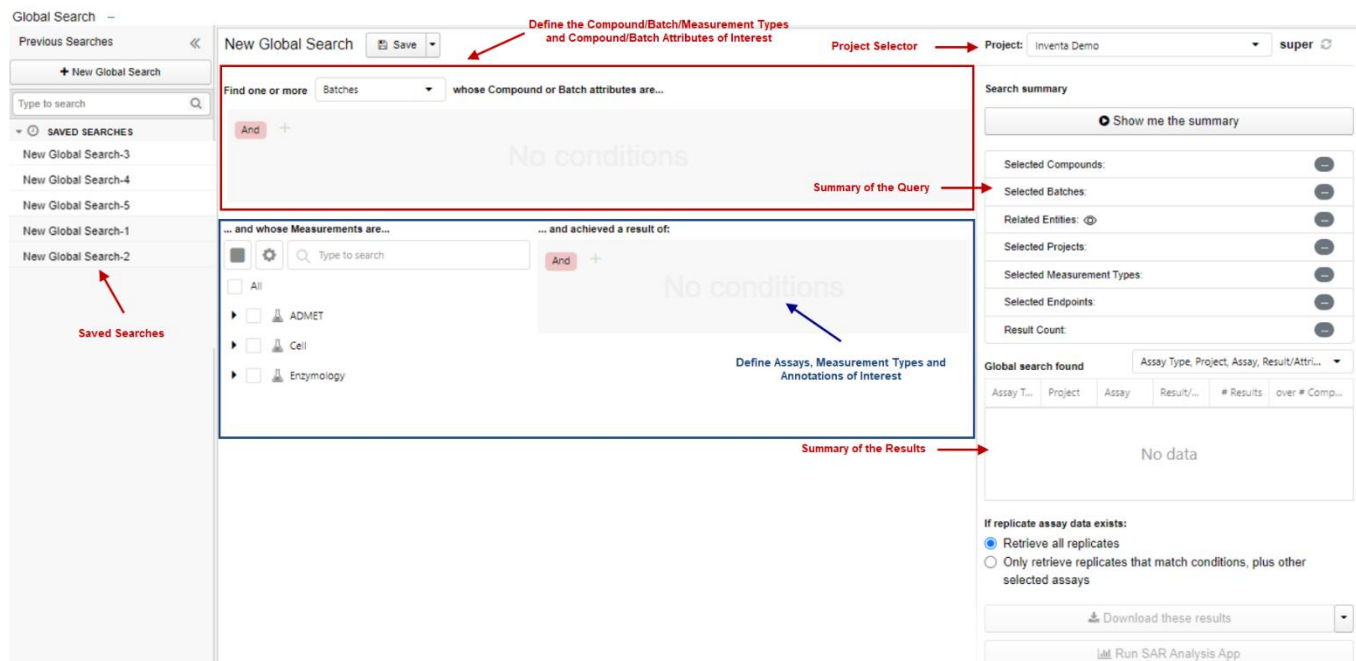 Global Search –
Previous Searches
+ New Global Search
Type to search
SAVED SEARCHES
New Global Search-3
New Global Search-4
New Global Search-5
New Global Search-1
New Global Search-2
Saved Searches
New Global Search
Save
Define the Compound/Batch/Measurement Types
and Compound/Batch Attributes of Interest
Project Selector
Find one or more
Batches
whose Compound or Batch attributes are...
And +
No conditions
Summary of the Query
... and whose Measurements are...
Type to search
All
ADMET
Cell
Enzymology
... and achieved a result of:
And +
No conditions
Define Assays, Measurement Types and
Annotations of Interest
Summary of the Results
Project:
Inventa Demo
super
Search summary
Show me the summary
Selected Compounds:
Selected Batches:
Related Entities:
Selected Projects:
Selected Measurement Types:
Selected Endpoints:
Result Count:
Global search found
Assay Type, Project, Assay, Result/Attri...
Assay T... Project Assay Result/... # Results over # Comp...
No data
If replicate assay data exists:
Retrieve all replicates
Only retrieve replicates that match conditions, plus other
selected assays
Download these results
Run SAR Analysis App